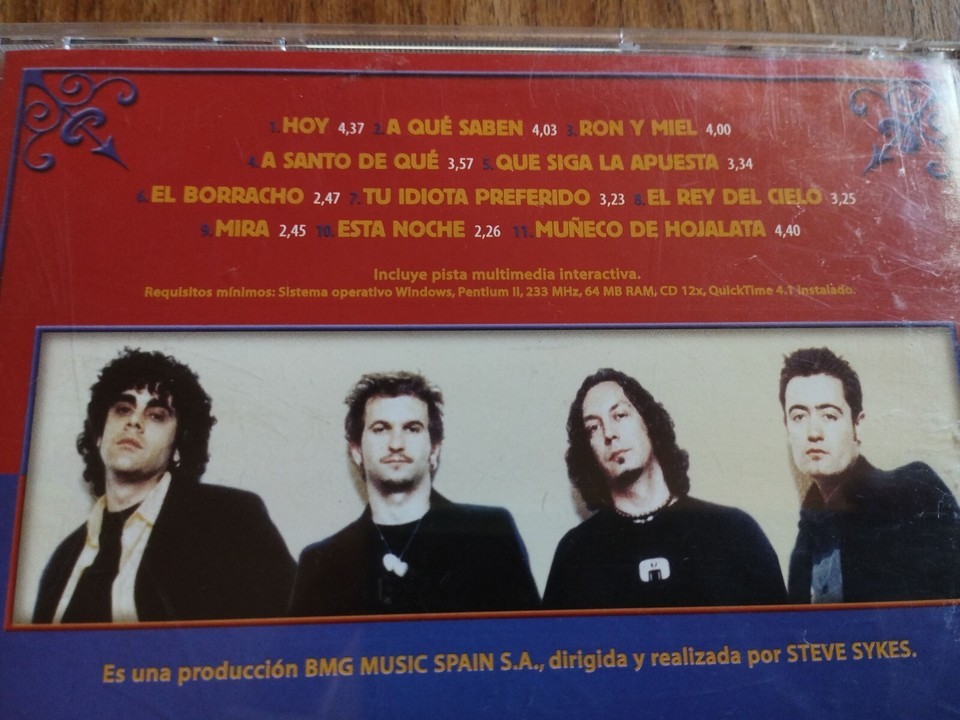 1. HOY 4,37 2. A QUÉ SABEN 4,03 3. RON Y MIEL 4,00
4. A SANTO DE QUÉ 3,57 5. QUE SIGA LA APUESTA 3,34
6. EL BORRACHO 2,47 7. TU IDIOTA PREFERIDO 3,23 8. EL REY DEL CIELO 3,25
9. MIRA 2,45 10. ESTA NOCHE 2,26 11. MUÑECO DE HOJALATA 4,40
Incluye pista multimedia interactiva.
Requisitos mínimos: Sistema operativo Windows, Pentium II, 233 MHz, 64 MB RAM, CD 12x, QuickTime 4.1 instalado.
Es una producción BMG MUSIC SPAIN S.A., dirigida y realizada por STEVE SYKES.